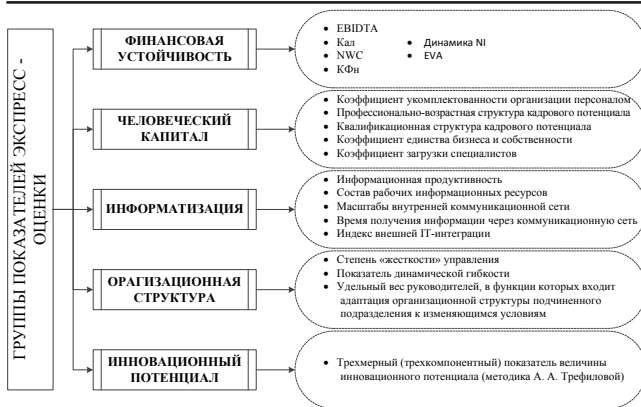 ГРУППЫ ПОКАЗАТЕЛЕЙ ЭКСПРЕСС -
ОЦЕНКИ
ФИНАНСОВАЯ
УСТОЙЧИВОСТЬ
• EBIDTA
• Кал
• NWC
• КФн
• Динамика NI
• EVA
ЧЕЛОВЕЧЕСКИЙ
КАПИТАЛ
• Коэффициент укомплектованности организации персоналом
• Профессионально-возрастная структура кадрового потенциала
• Квалификационная структура кадрового потенциала
• Коэффициент единства бизнеса и собственности
• Коэффициент загрузки специалистов
ИНФОРМАТИЗАЦИЯ
• Информационная продуктивность
• Состав рабочих информационных ресурсов
• Масштабы внутренней коммуникационной сети
• Время получения информации через коммуникационную сеть
• Индекс внешней IT-интеграции
ОРАГИЗАЦИОННАЯ
СТРУКТУРА
• Степень «жесткости» управления
• Показатель динамической гибкости
• Удельный вес руководителей, в функции которых входит
адаптация организационной структуры подчиненного
подразделения к изменяющимся условиям
ИННОВАЦИОННЫЙ
ПОТЕНЦИАЛ
• Трехмерный (трехкомпонентный) показатель величины
инновационного потенциала (методика А. А. Трефиловой)